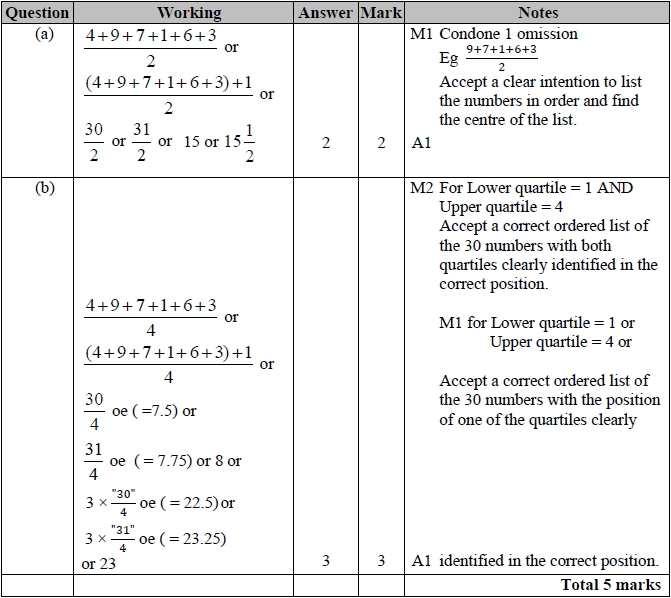 Question Working Answer Mark Notes
(a) 4+9+7+1+6+3 / 2 or M1 Condone 1 omission
Eg 9+7+1+6+3 / 2
(4+9+7+1+6+3)+1 / 2 or Accept a clear intention to list
the numbers in order and find
the centre of the list.
30/2 or 31/2 or 15 or 15 1/2 2 2 A1
(b) M2 For Lower quartile = 1 AND
Upper quartile = 4
Accept a correct ordered list of
the 30 numbers with both
quartiles clearly identified in the
correct position.
4+9+7+1+6+3 / 4 or M1 for Lower quartile = 1 or
Upper quartile = 4 or
(4+9+7+1+6+3)+1 / 4 or
Accept a correct ordered list of
30/4 oe ( =7.5) or the 30 numbers with the position
of one of the quartiles clearly
31/4 oe ( = 7.75) or 8 or
3 × "30"/4 oe ( = 22.5) or
3 × "31"/4 oe ( = 23.25)
or 23 3 3 A1 identified in the correct position.
Total 5 marks